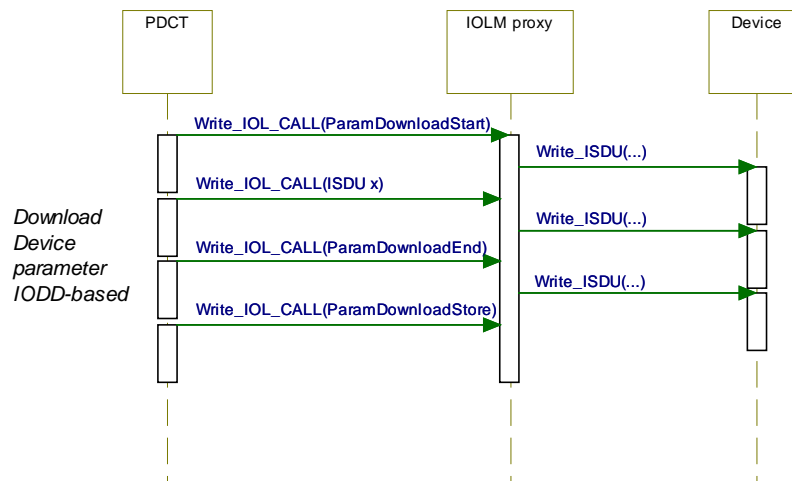 PDCT
IOLM proxy
Device
Write_IOL_CALL(ParamDownloadStart)
Write_ISDU(...)
Write_IOL_CALL(ISDU x)
Download
Device
parameter
IODD-based
Write_ISDU(...)
Write_IOL_CALL(ParamDownloadEnd)
Write_ISDU(...)
Write_IOL_CALL(ParamDownloadStore)